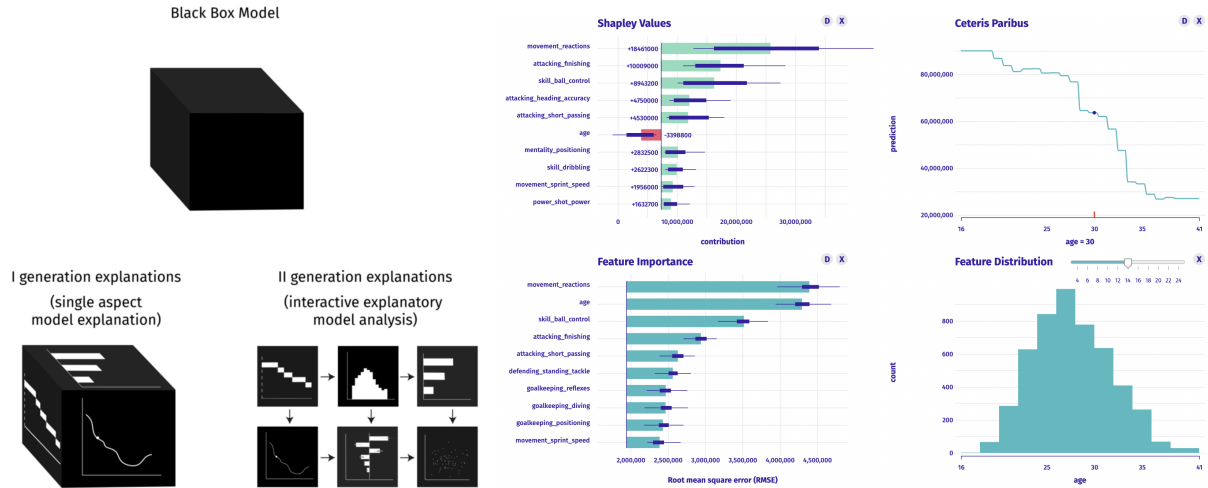 Black Box Model
I generation explanations
(single aspect
model explanation)
II generation explanations
(interactive explanatory
model analysis)
Shapley Values
D X
movement_reactions
+18461000
attacking_finishing
+10009000
skill_ball_control
+8943200
attacking_heading_accuracy
+4750000
attacking_short_passing
+4530000
age
-3398800
mentality_positioning
+2832500
skill_dribbling
+2622300
movement_sprint_speed
+1956000
power_shot_power
+1632700
0 10,000,000 20,000,000 30,000,000
contribution
Ceteris Paribus
D X
prediction
80,000,000
60,000,000
40,000,000
20,000,000
16 25 30 41
age = 30
Feature Importance
D X
movement_reactions
age
skill_ball_control
attacking_finishing
attacking_short_passing
defending_standing_tackle
goalkeeping_reflexes
goalkeeping_diving
goalkeeping_positioning
movement_sprint_speed
2,000,000 2,500,000 3,000,000 3,500,000 4,000,000 4,500,000
Root mean square error (RMSE)
Feature Distribution
X
4 6 8 10 12 14 16 18 20 22 24
count
800
600
400
200
0
16 25 30 41
age